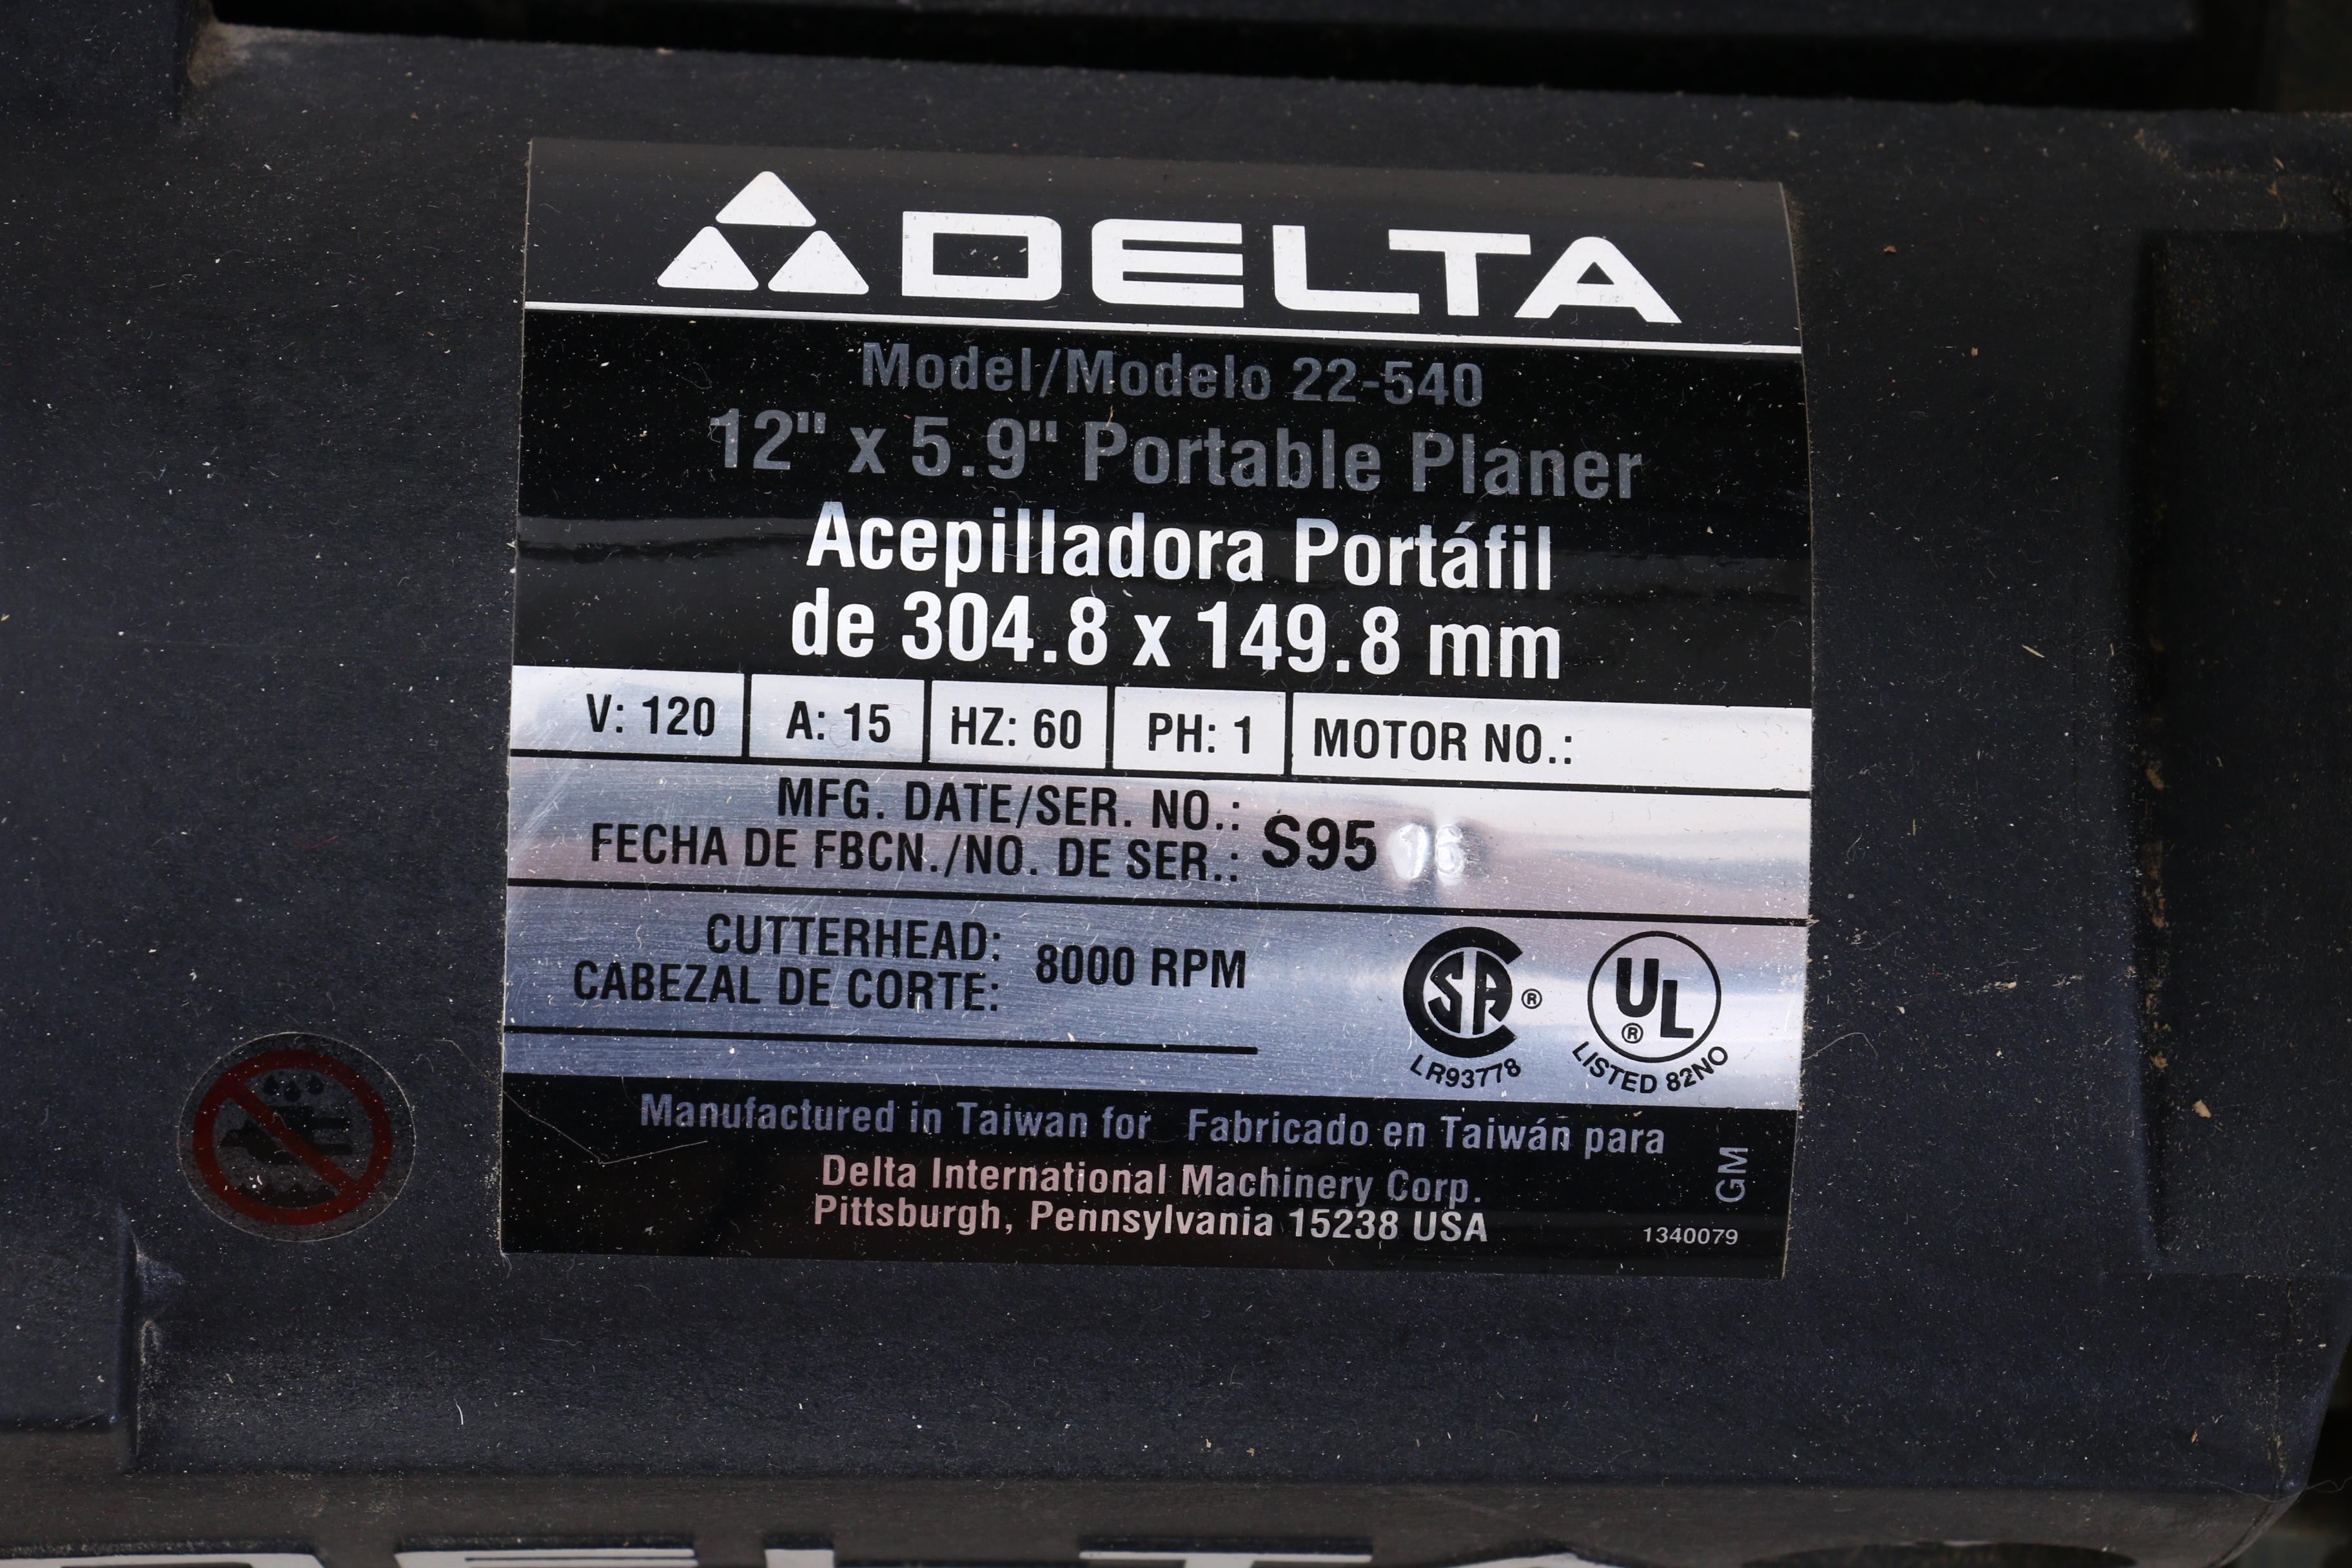 DELTA
Model/Modelo 22-540
12" x 5.9" Portable Planer
Acepilladora Portáfil
de 304.8 x 149.8 mm
V: 120 A: 15 HZ: 60 PH: 1 MOTOR NO.:
MFG. DATE/SER. NO.:
FECHA DE FBCN./NO. DE SER.: S95 16
CUTTERHEAD:
CABEZAL DE CORTE: 8000 RPM
SA ®
LR93778
UL ®
LISTED 82NO
Manufactured in Taiwan for Fabricado en Taiwán para
Delta International Machinery Corp.
Pittsburgh, Pennsylvania 15238 USA
GM
1340079
DELTA